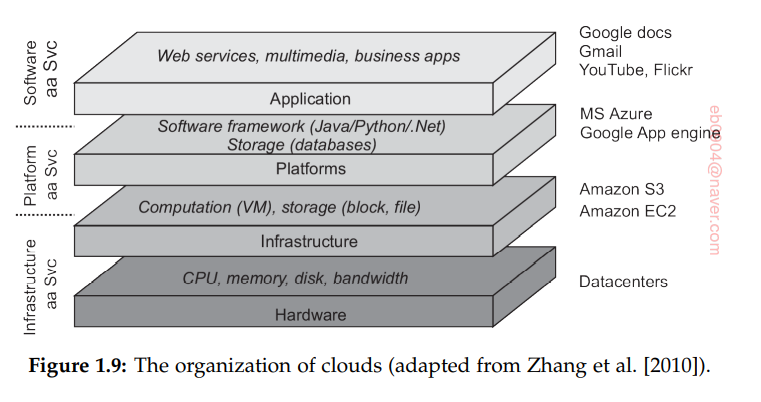 Software
aa Svc
Web services, multimedia, business apps
Application
Google docs
Gmail
YouTube, Flickr
Platform
aa Svc
Software framework (Java/Python/.Net)
Storage (databases)
Platforms
MS Azure
Google App engine
Infrastructure
aa Svc
Computation (VM), storage (block, file)
Infrastructure
Amazon S3
Amazon EC2
CPU, memory, disk, bandwidth
Hardware
Datacenters
Figure 1.9: The organization of clouds (adapted from Zhang et al. [2010]).